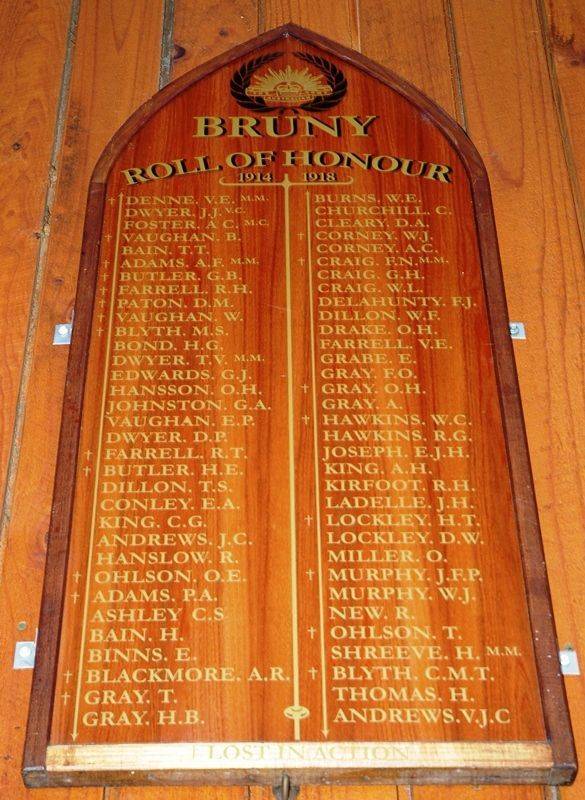 AUSTRALIAN
BRUNY
ROLL OF HONOUR
1914 1918
† DENNE. V.E. M.M.
DWYER. J.J. V.C.
FOSTER. A C. M.C.
† VAUGHAN. B.
BAIN. T.T.
† ADAMS. A.F. M.M.
† BUTLER. G.B.
† FARRELL. R.H.
† PATON. D.M.
VAUGHAN. W.
† BLYTH. M.S.
BOND. H.G.
DWYER. T.V. M.M.
EDWARDS. G.J.
HANSSON. O.H.
JOHNSTON. G.A.
VAUGHAN. E.P.
DWYER. D.P.
† FARRELL. R.T.
† BUTLER. H.E.
DILLON. T.S.
CONLEY. E.A.
KING. C.G.
ANDREWS. J.C.
HANSLOW. R.
† OHLSON. O.E.
† ADAMS. P.A.
ASHLEY C.S
BAIN. H.
BINNS. E.
† BLACKMORE. A.R.
† GRAY. T.
GRAY. H.B.
BURNS. W.E.
CHURCHILL. C.
CLEARY. D.A.
† CORNEY. W.J.
CORNEY. A.C.
† CRAIG. F.N. M.M.
CRAIG. G.H.
CRAIG. W.L.
DELAHUNTY. F.J.
DILLON. W.F.
DRAKE. O.H.
FARRELL. V.E.
GRABE. E.
GRAY. F.O.
† GRAY. O.H.
GRAY. A.
† HAWKINS. W.C.
HAWKINS. R.G.
JOSEPH. E.J.H.
KING. A.H.
KIRFOOT. R.H.
LADELLE. J.H.
† LOCKLEY. H.T.
LOCKLEY. D.W.
MILLER. O.
† MURPHY. J.F.P.
MURPHY. W.J.
NEW. R.
† OHLSON. T.
SHREEVE. H. M.M.
† BLYTH. C.M.T.
THOMAS. H.
ANDREWS.V.J.C
† LOST IN ACTION